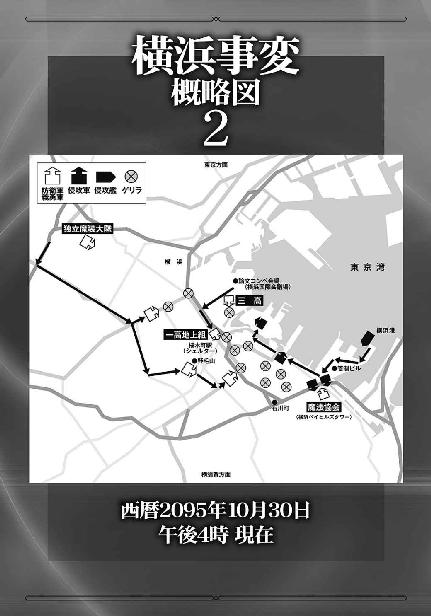 横浜事変
概略図
2
防衛軍
義勇軍
侵攻軍
侵攻艦
ゲリラ
東京方面
独立魔装大隊
横浜
東京湾
●論文コンペ会場
(横浜国際会議場)
三高
一高地上組
桜木町駅
(シェルター)
●野毛山
横浜港
●管制ビル
魔法協会
(横浜ベイヒルズタワー)
石川町
横須賀方面
西暦2095年10月30日
午後4時 現在